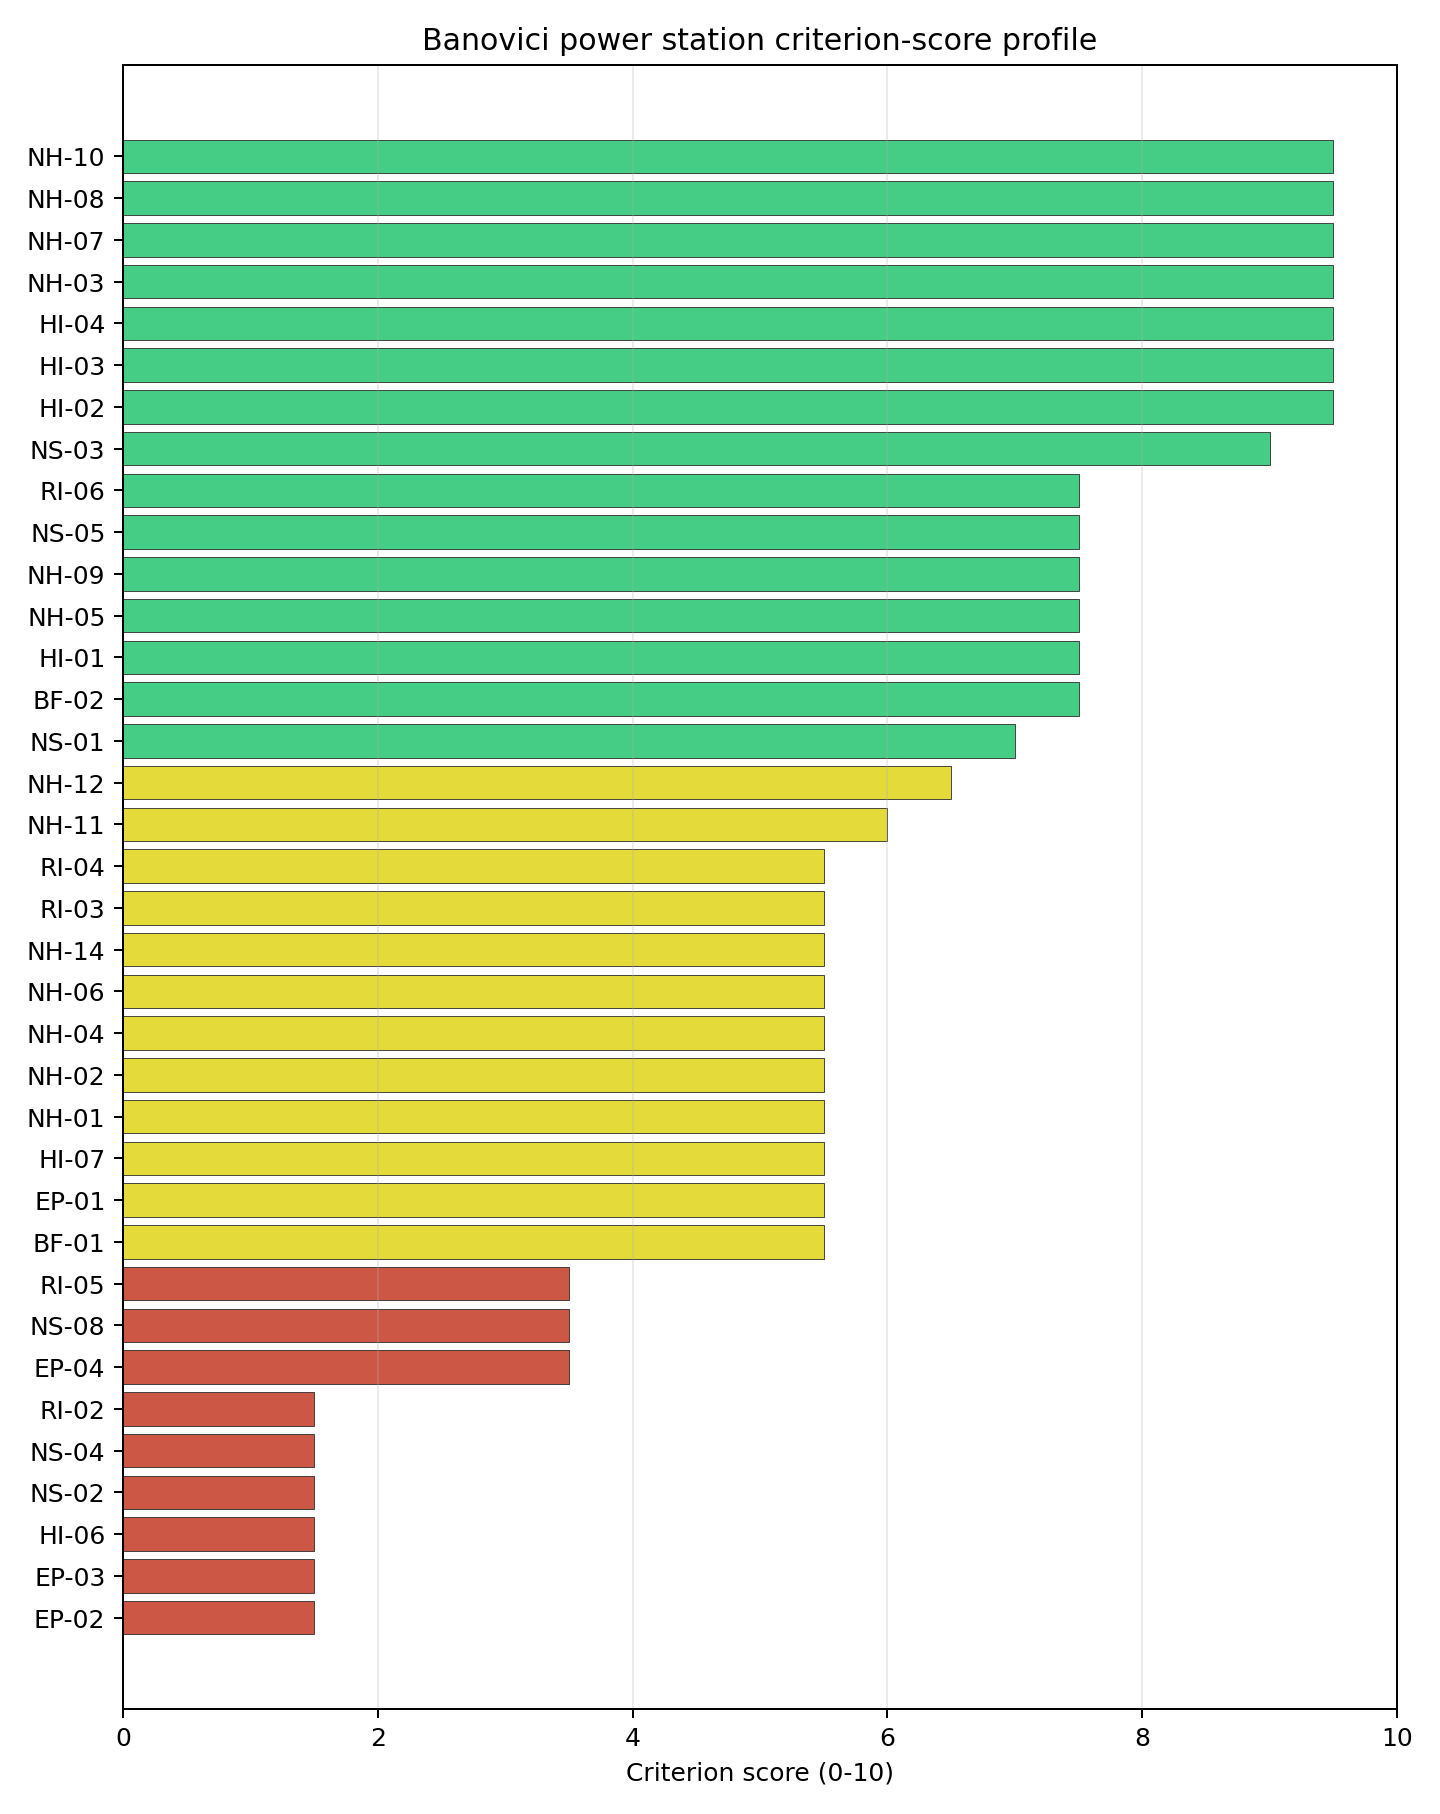 Banovici power station criterion-score profile
NH-10
NH-08
NH-07
NH-03
HI-04
HI-03
HI-02
NS-03
RI-06
NS-05
NH-09
NH-05
HI-01
BF-02
NS-01
NH-12
NH-11
RI-04
RI-03
NH-14
NH-06
NH-04
NH-02
NH-01
HI-07
EP-01
BF-01
RI-05
NS-08
EP-04
RI-02
NS-04
NS-02
HI-06
EP-03
EP-02
0 2 4 6 8 10
Criterion score (0-10)